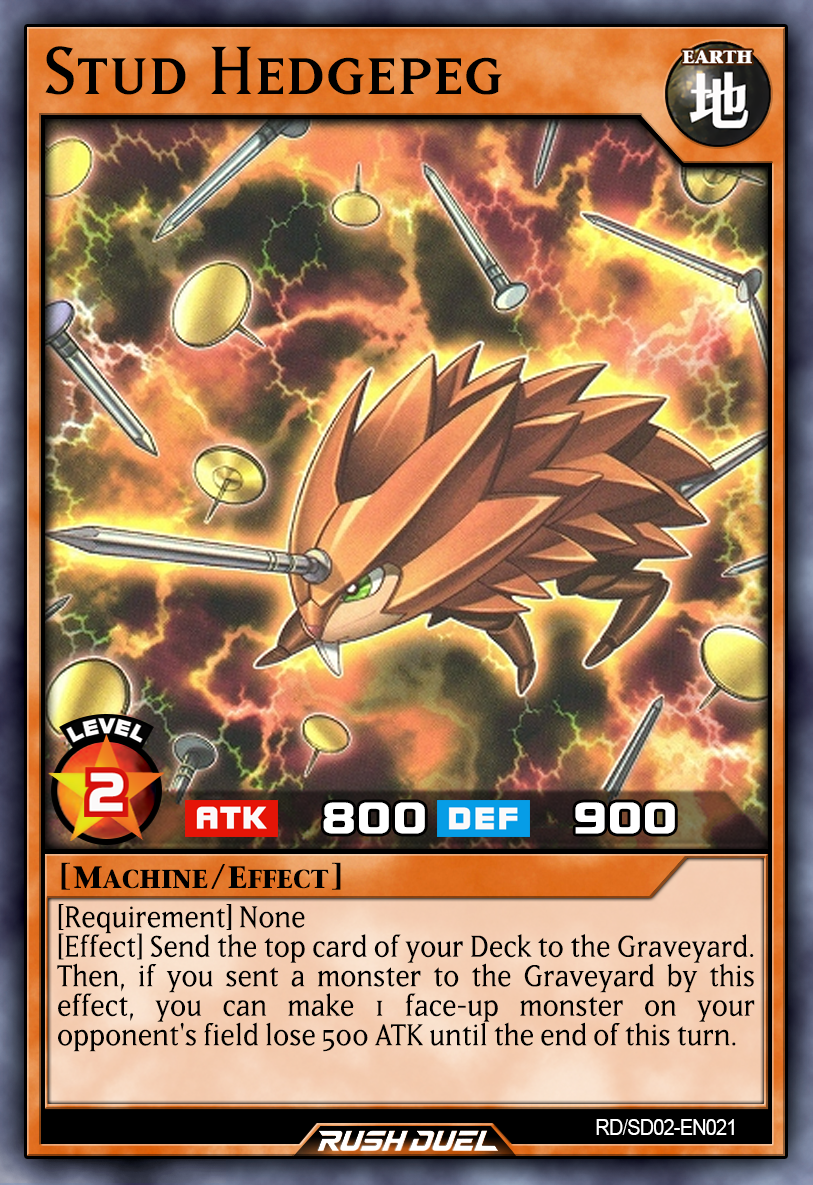 Stud Hedgepeg
EARTH
地
LEVEL
2
ATK 800 DEF 900
[Machine/Effect]
[Requirement] None
[Effect] Send the top card of your Deck to the Graveyard.
Then, if you sent a monster to the Graveyard by this
effect, you can make 1 face-up monster on your
opponent's field lose 500 ATK until the end of this turn.
RD/SD02-EN021
RUSH DUEL